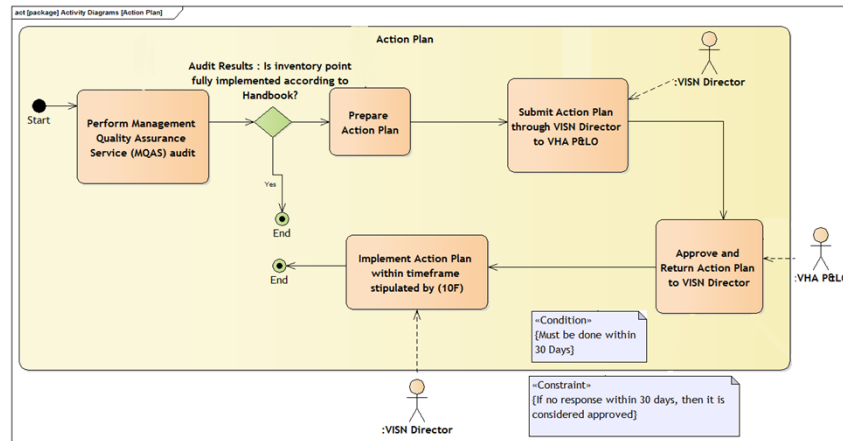 act [package] Activity Diagrams [Action Plan]
Action Plan
Audit Results : Is inventory point
fully implemented according to
Handbook?
:VISN Director
Start
Perform Management
Quality Assurance
Service (MQAS) audit
Prepare
Action Plan
Submit Action Plan
through VISN Director
to VHA P&LO
Yes
End
End
Implement Action Plan
within timeframe
stipulated by (10F)
Approve and
Return Action Plan
to VISN Director
:VHA P&LO
«Condition»
{Must be done within
30 Days}
«Constraint»
{If no response within 30 days, then it is
considered approved}
:VISN Director